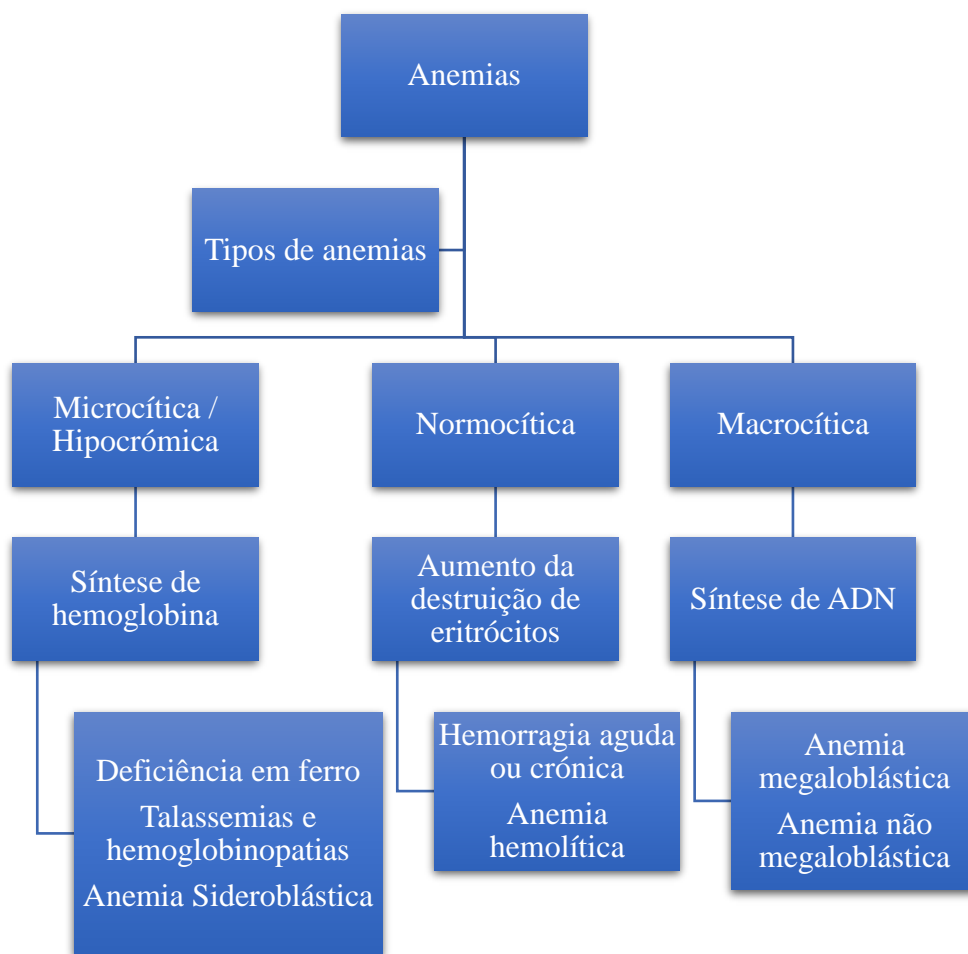 Anemias
Tipos de anemias
Microcítica /
Hipocrómica
Normocítica
Macrocítica
Síntese de
hemoglobina
Aumento da
destruição de
eritrócitos
Síntese de ADN
Deficiência em ferro
Talassemias e
hemoglobinopatias
Anemia Sideroblástica
Hemorragia aguda
ou crónica
Anemia
hemolítica
Anemia
megaloblástica
Anemia não
megaloblástica